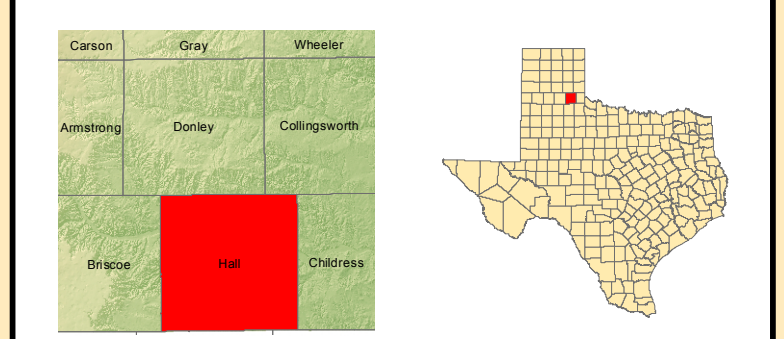 Carson Gray Wheeler
Armstrong Donley Collingsworth
Briscoe Hall Childress